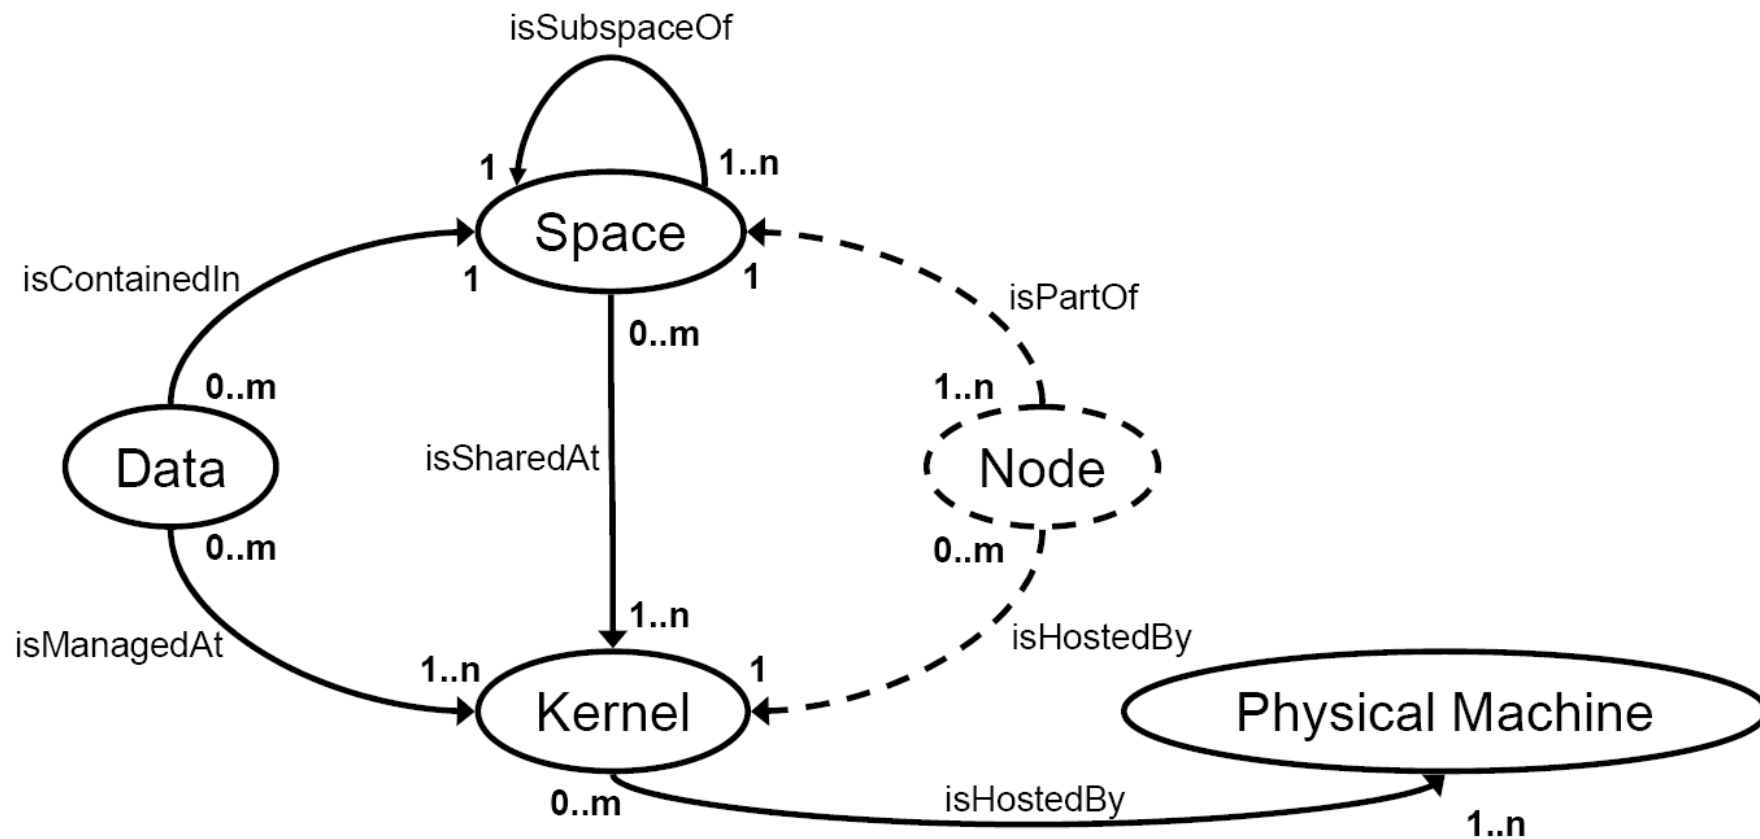 isSubspaceOf
1
1..n
Space
isContainedIn
1
1
isPartOf
0..m
0..m
1..n
Data
isSharedAt
Node
0..m
0..m
1..n
isManagedAt
isHostedBy
1..n
1
Kernel
Physical Machine
0..m
isHostedBy
1..n